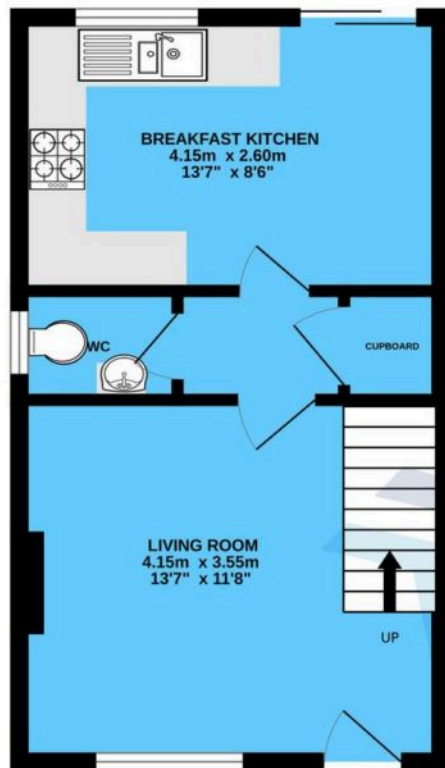 BREAKFAST KITCHEN
4.15m x 2.60m
13'7" x 8'6"
WC
CUPBOARD
LIVING ROOM
4.15m x 3.55m
13'7" x 11'8"
UP